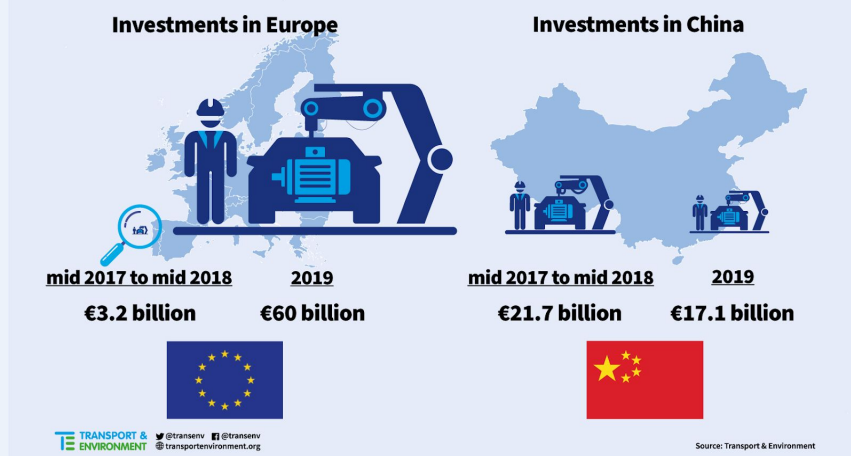 Investments in Europe
mid 2017 to mid 2018
2019
€3.2 billion
€60 billion
Investments in China
mid 2017 to mid 2018
2019
€21.7 billion
€17.1 billion
TRANSPORT &
ENVIRONMENT
@transenv @transenv
transportenvironment.org
Source: Transport & Environment